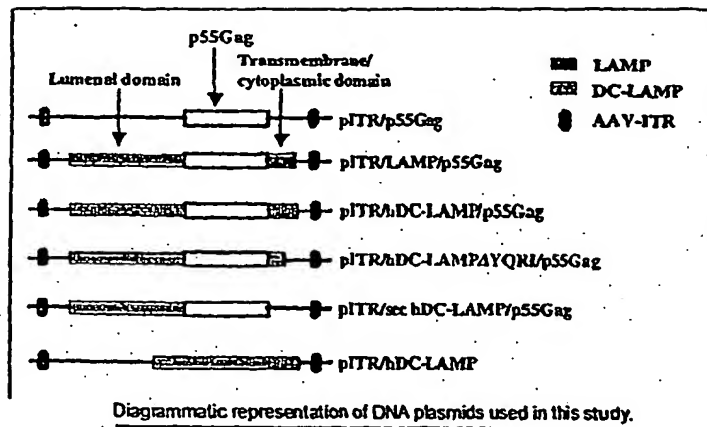 p55Gag
Lumenal domain
Transmembrane/
cytoplasmic domain
LAMP
DC-LAMP
AAV-ITR
pITR/p55Gag
pITR/LAMP/p55Gag
pITR/hDC-LAMP/p55Gag
pITR/hDC-LAMPΔYQRI/p55Gag
pITR/sec hDC-LAMP/p55Gag
pITR/hDC-LAMP
Diagrammatic representation of DNA plasmids used in this study.